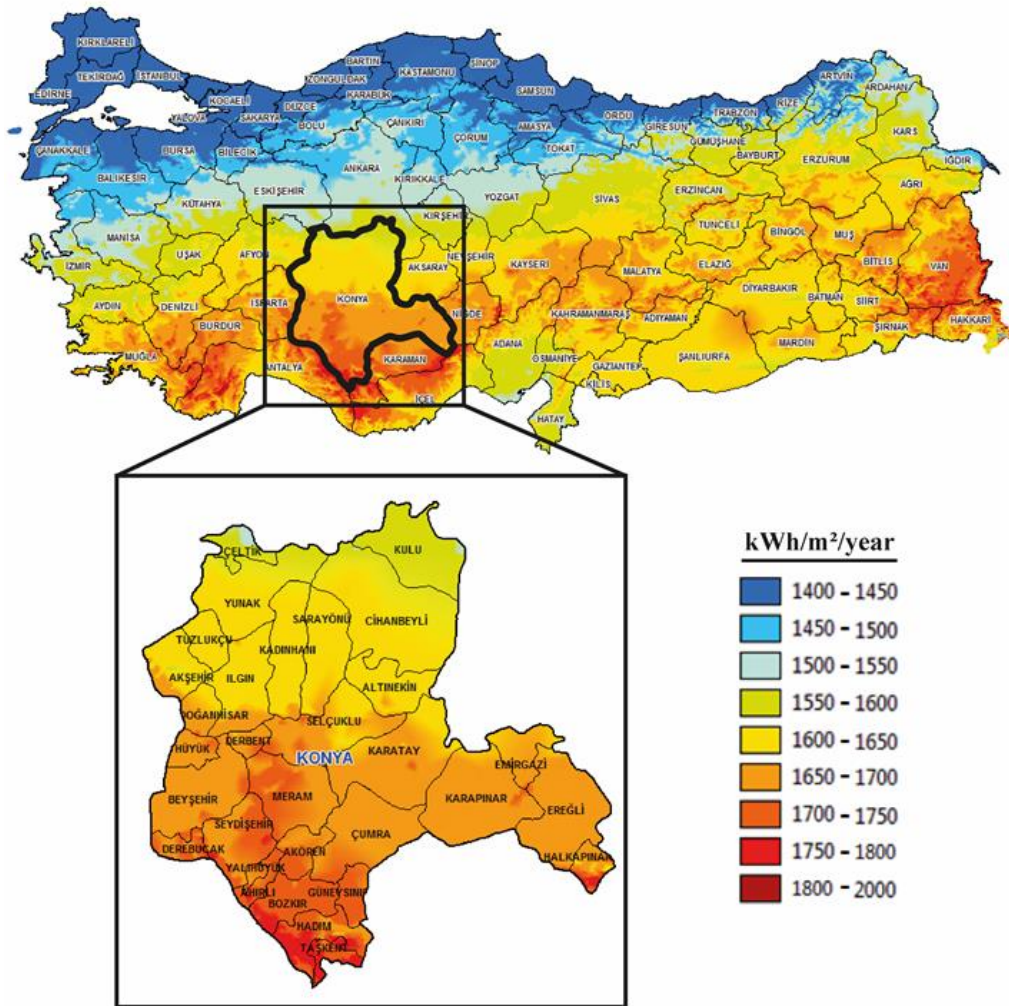 KIRKLARELİ
TEKİRDAĞ
İSTANBUL
EDİRNE
KOCAELİ
YALOVA
SAKARYA
DÜZCE
BOLU
ZONGULDAK
BARTIN
KARABÜK
KASTAMONU
SİNOP
SAMSUN
ÇANKIRI
ÇORUM
AMASYA
TOKAT
ORDU
GİRESUN
TRABZON
RİZE
ARTVİN
ARDAHAN
KARS
GÜMÜŞHANE
BAYBURT
ERZURUM
IĞDIR
AĞRI
ÇANAKKALE
BURSA
BİLECİK
BALIKESİR
KÜTAHYA
ESKİŞEHİR
ANKARA
KIRIKKALE
YOZGAT
SİVAS
ERZİNCAN
TUNCELİ
BİNGÖL
MUŞ
BİTLİS
VAN
MANİSA
İZMİR
UŞAK
AFYON
KIRŞEHİR
NEVŞEHİR
AKSARAY
KAYSERİ
MALATYA
ELAZIĞ
DİYARBAKIR
BATMAN
SİİRT
ŞIRNAK
HAKKARİ
AYDIN
DENİZLİ
ISPARTA
BURDUR
KONYA
NİĞDE
KAHRAMANMARAŞ
ADIYAMAN
MARDİN
ŞANLIURFA
MUĞLA
ANTALYA
KARAMAN
ADANA
OSMANİYE
GAZİANTEP
KİLİS
İÇEL
HATAY
ÇELTİK
KULU
YUNAK
SARAYÖNÜ
CİHANBEYLİ
TUZLUKÇU
KADINHANI
AKŞEHİR
ILGIN
ALTINEKİN
DOĞANHİSAR
SELÇUKLU
HÜYÜK
DERBENT
KONYA
KARATAY
EMİRGAZİ
BEYŞEHİR
MERAM
KARAPINAR
EREĞLİ
SEYDİŞEHİR
ÇUMRA
DEREBUCAK
AKÖREN
HALKAPINAR
YALIHÜYÜK
AHIRLI
BOZKIR
GÜNEYSINIR
HADIM
TAŞKENT
kWh/m²/year
1400 - 1450
1450 - 1500
1500 - 1550
1550 - 1600
1600 - 1650
1650 - 1700
1700 - 1750
1750 - 1800
1800 - 2000